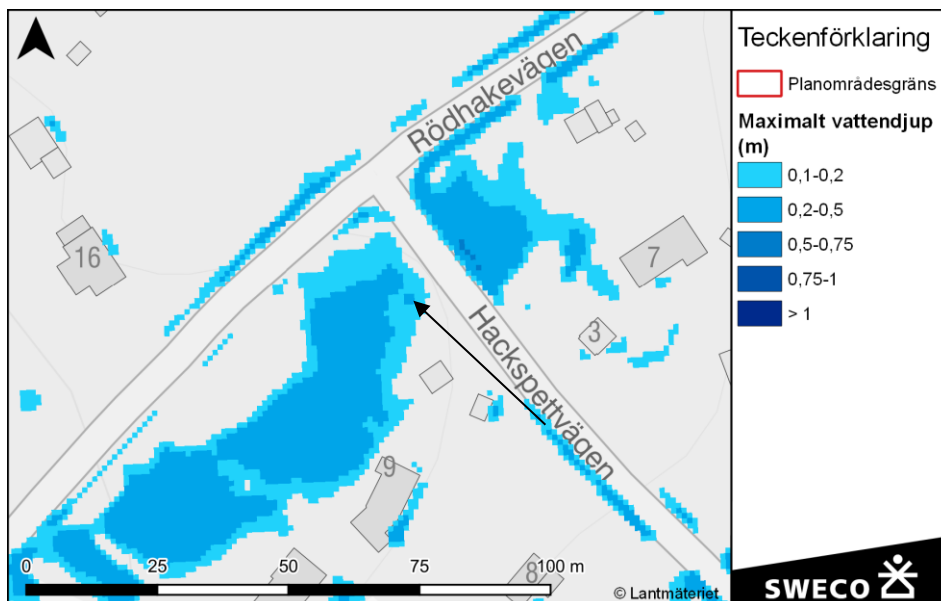 Rödhakevägen
Hackspettvägen
16
7
3
9
8
0 25 50 75 100 m
© Lantmäteriet
Teckenförklaring
Planområdesgräns
Maximalt vattendjup
(m)
0,1-0,2
0,2-0,5
0,5-0,75
0,75-1
> 1
SWECO